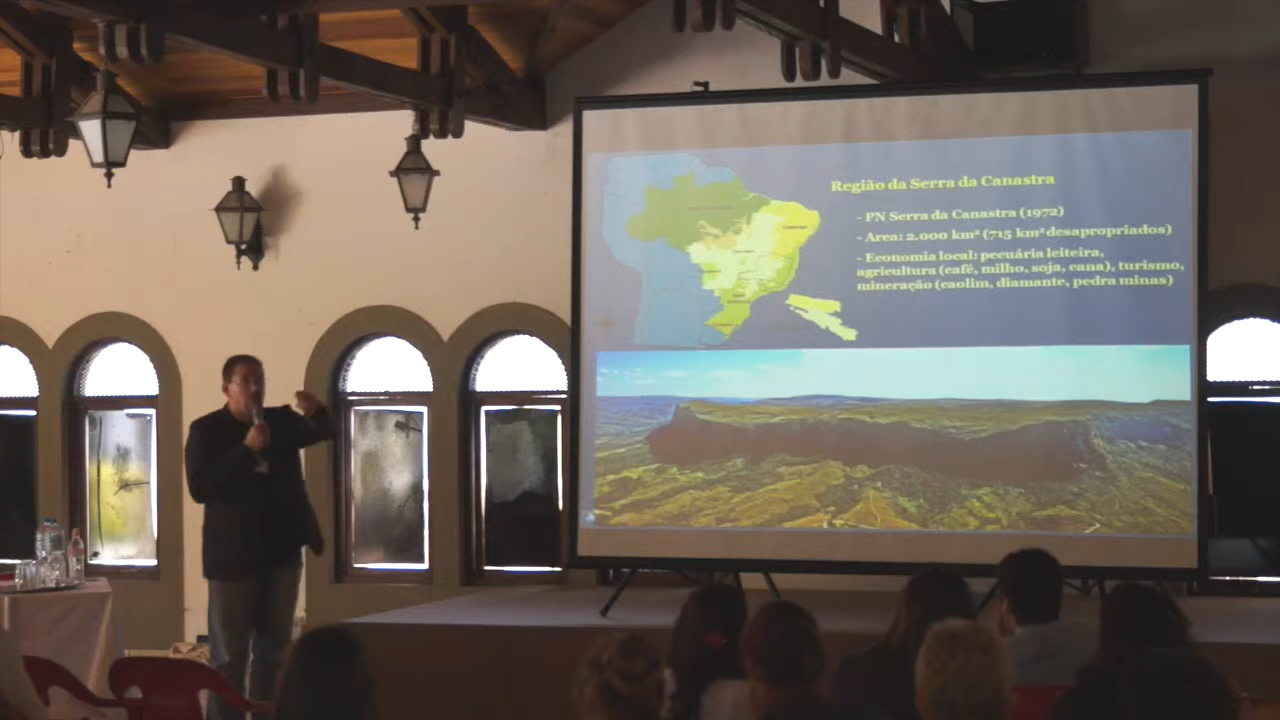 Região da Serra da Canastra
- PN Serra da Canastra (1972)
- Area: 2.000 km² (715 km² desapropriados)
- Economia local: pecuária leiteira,
agricultura (café, milho, soja, cana), turismo,
mineração (caolim, diamante, pedra minas)